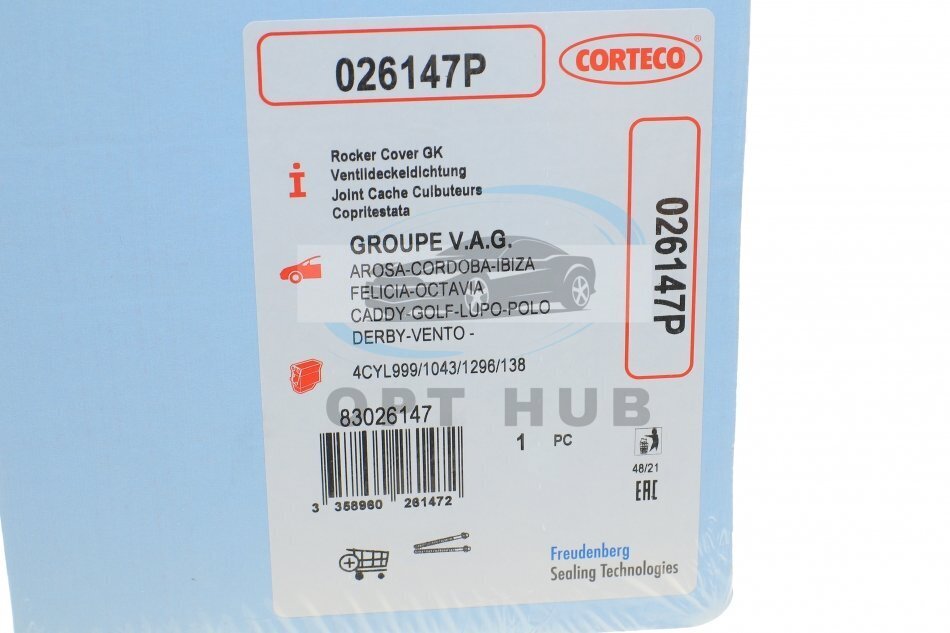 026147P
CORTECO®
Rocker Cover GK
Ventildeckeldichtung
Joint Cache Culbuteurs
Copritestata
026147P
GROUPE V.A.G.
AROSA-CORDOBA-IBIZA
FELICIA-OCTAVIA
CADDY-GOLF-LUPO-POLO
DERBY-VENTO -
4CYL999/1043/1296/138
OPT HUB
83026147
1 PC
48/21
EAC
3 358960 261472
Freudenberg
Sealing Technologies